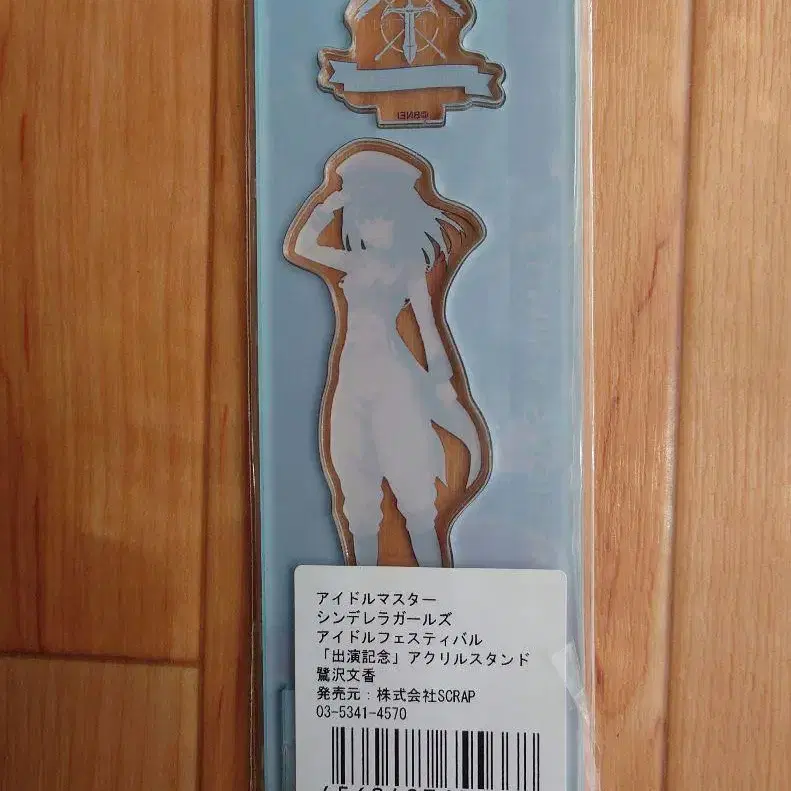 ©BNEI
アイドルマスター
シンデレラガールズ
アイドルフェスティバル
「出演記念」アクリルスタンド
鷺沢文香
発売元：株式会社SCRAP
03-5341-4570